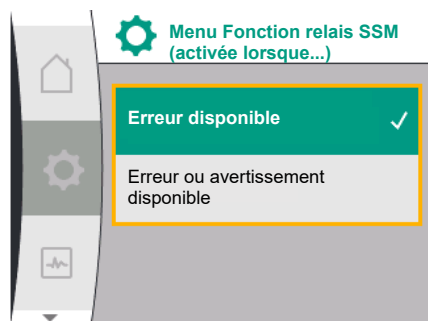 Menu Fonction relais SSM
(activée lorsque...)
Erreur disponible
Erreur ou avertissement
disponible